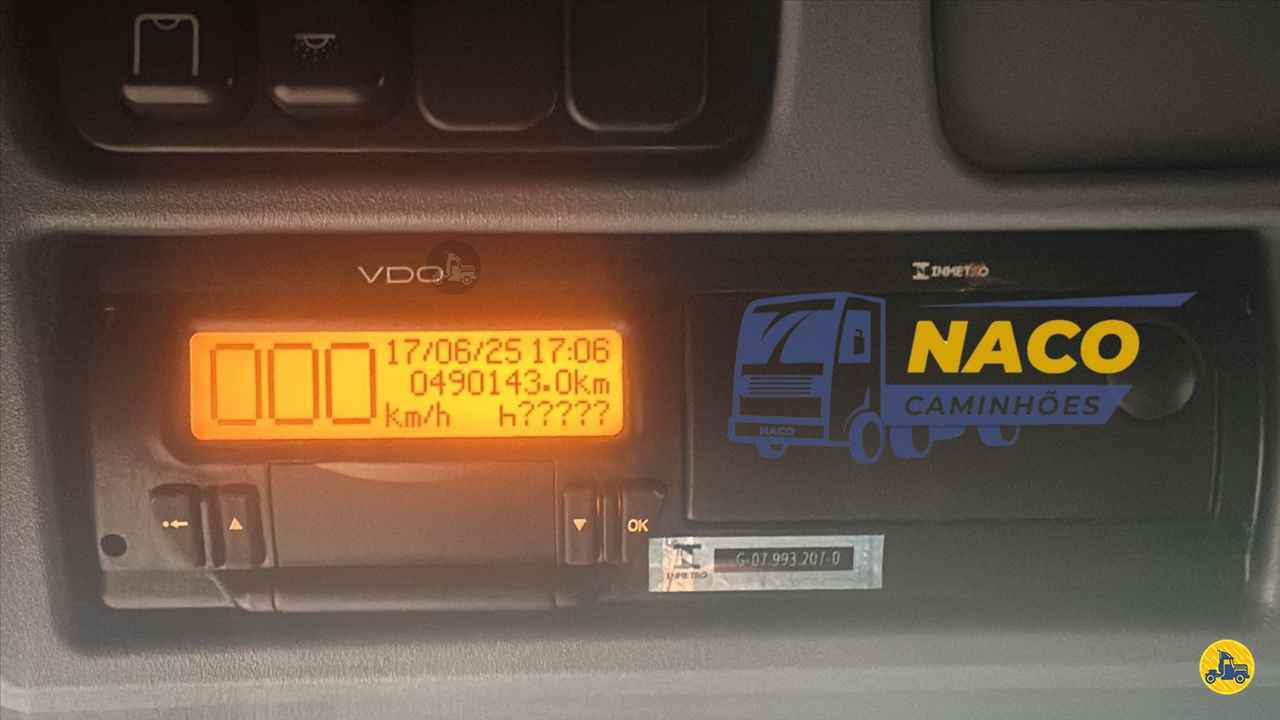 VDO
INMETRO
17/06/25 17:06
000
0490143.0km
km/h h?????
NACO
CAMINHÕES
NACO
OK
INMETRO
G-07.993.207-0